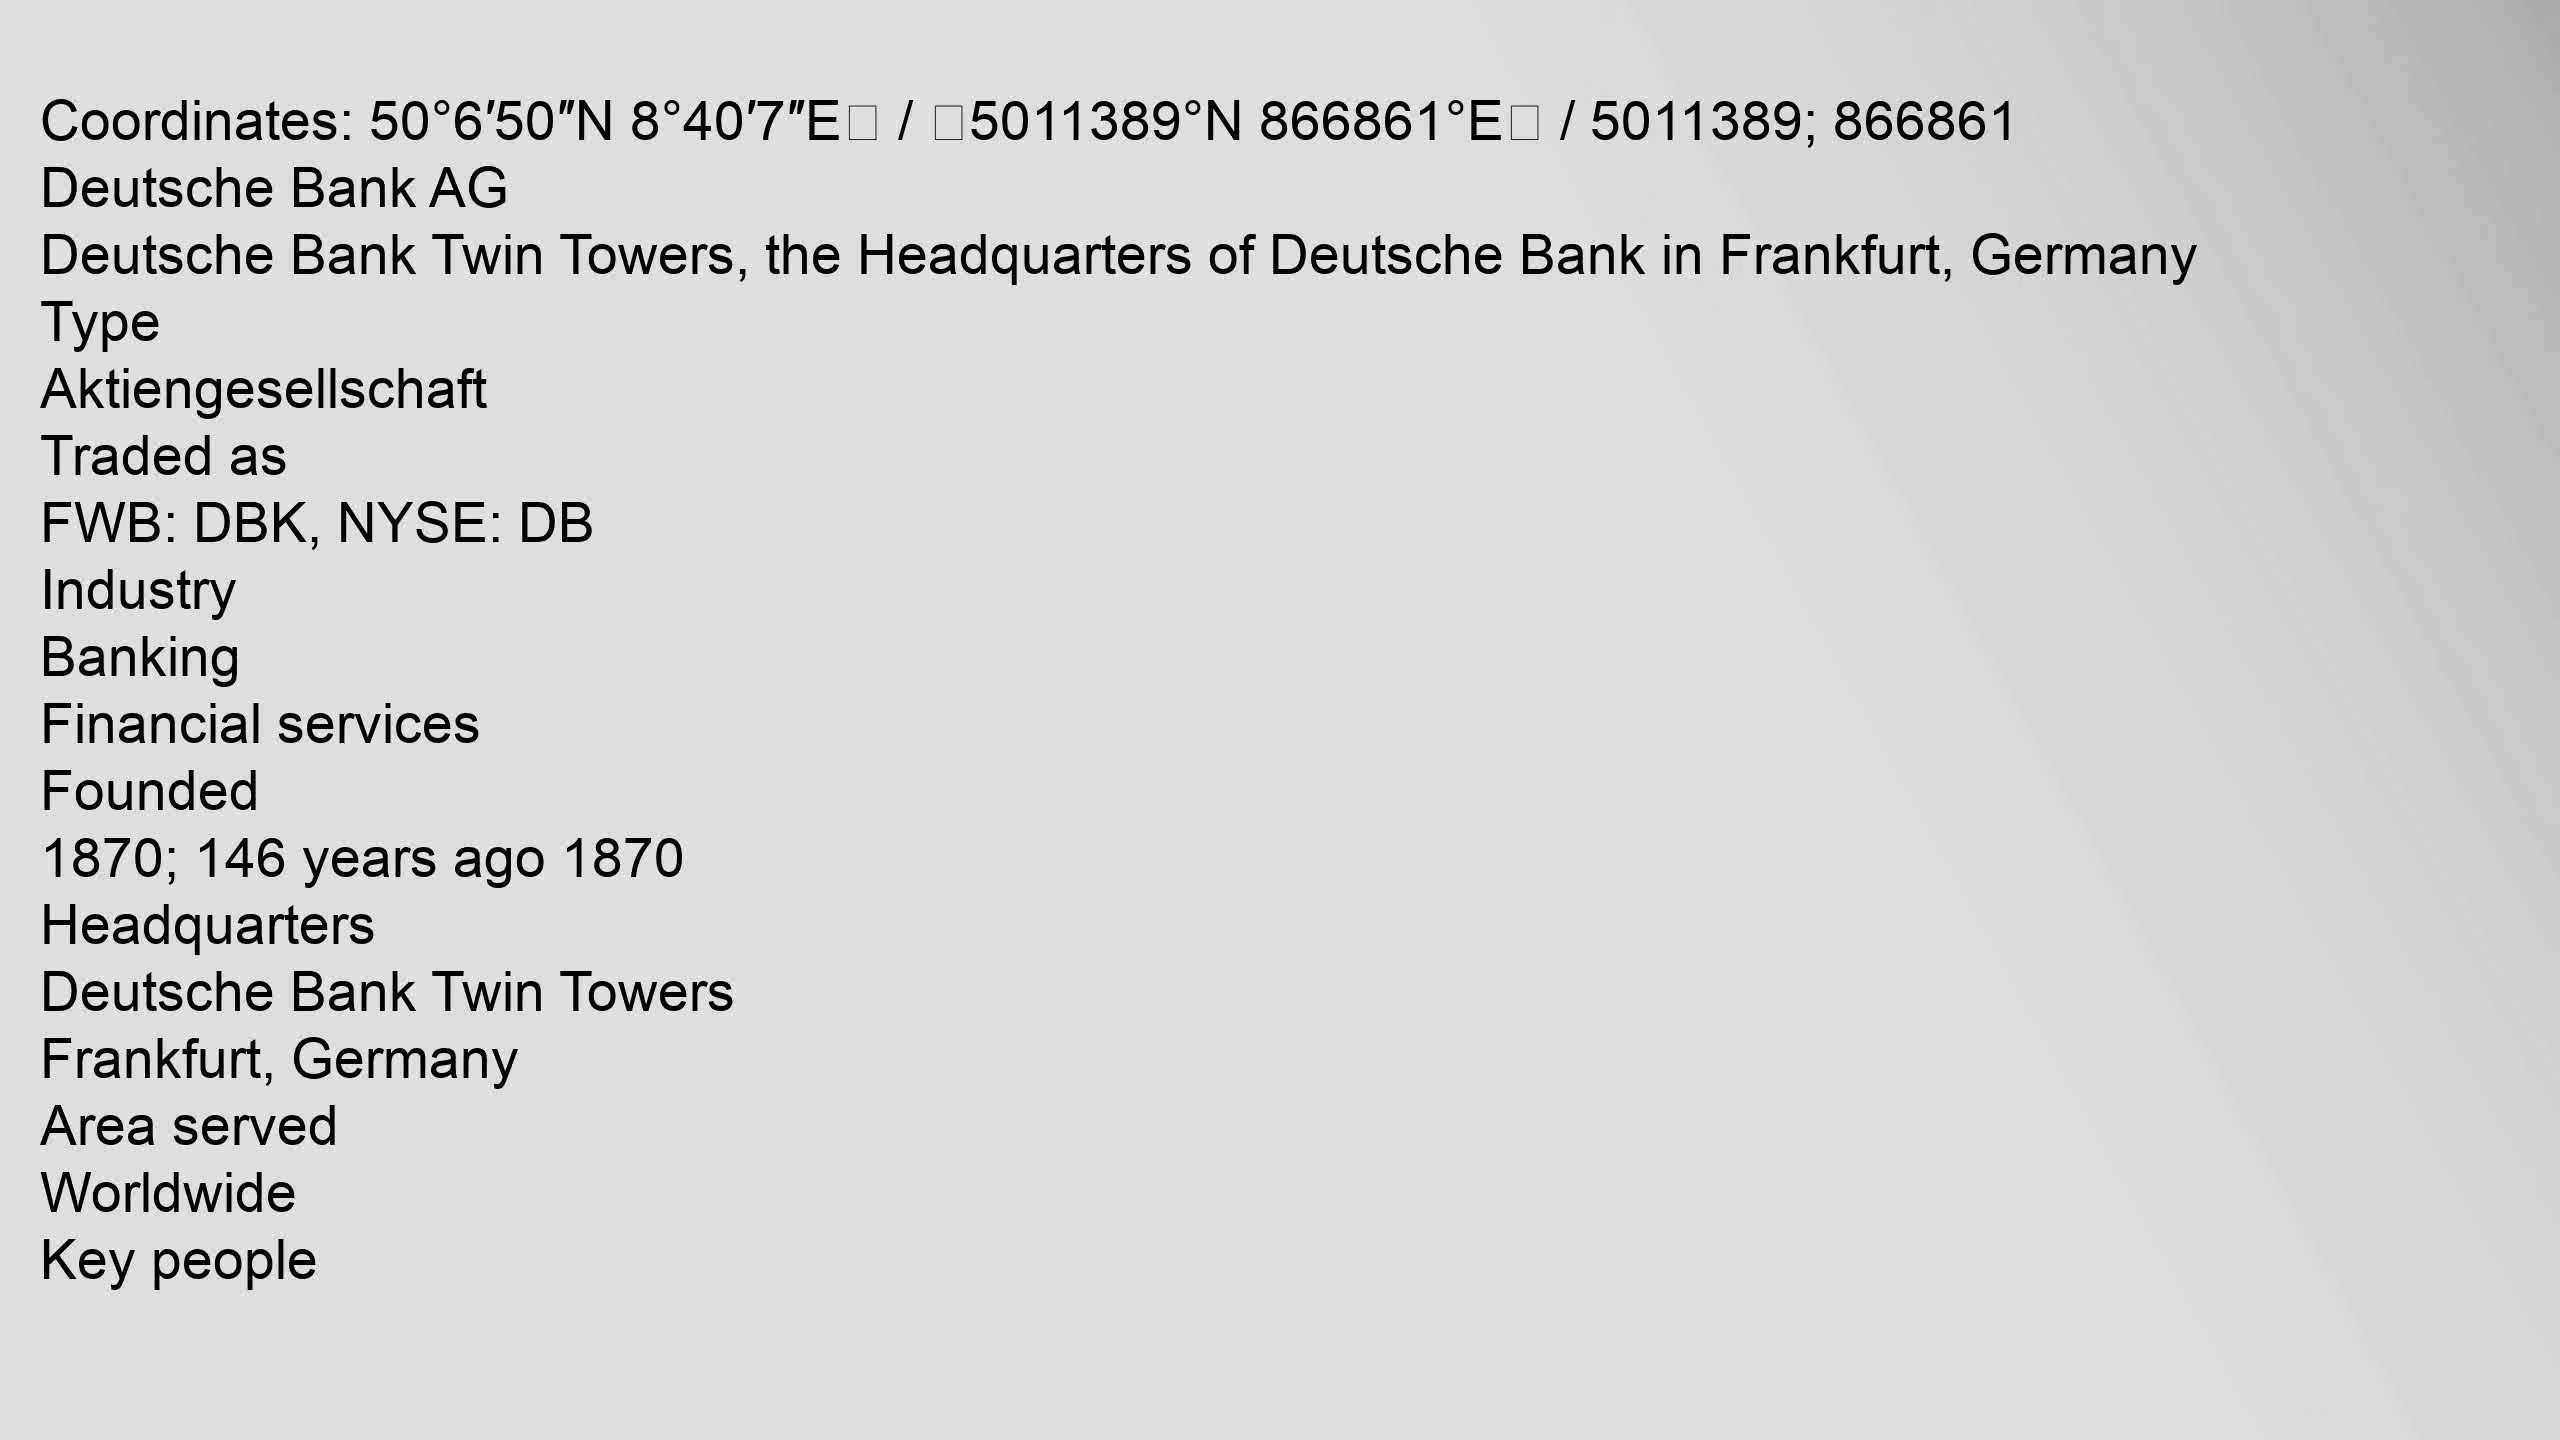 Coordinates: 50°6′50″N 8°40′7″E□ / □5011389°N 866861°E□ / 5011389; 866861
Deutsche Bank AG
Deutsche Bank Twin Towers, the Headquarters of Deutsche Bank in Frankfurt, Germany
Type
Aktiengesellschaft
Traded as
FWB: DBK, NYSE: DB
Industry
Banking
Financial services
Founded
1870; 146 years ago 1870
Headquarters
Deutsche Bank Twin Towers
Frankfurt, Germany
Area served
Worldwide
Key people